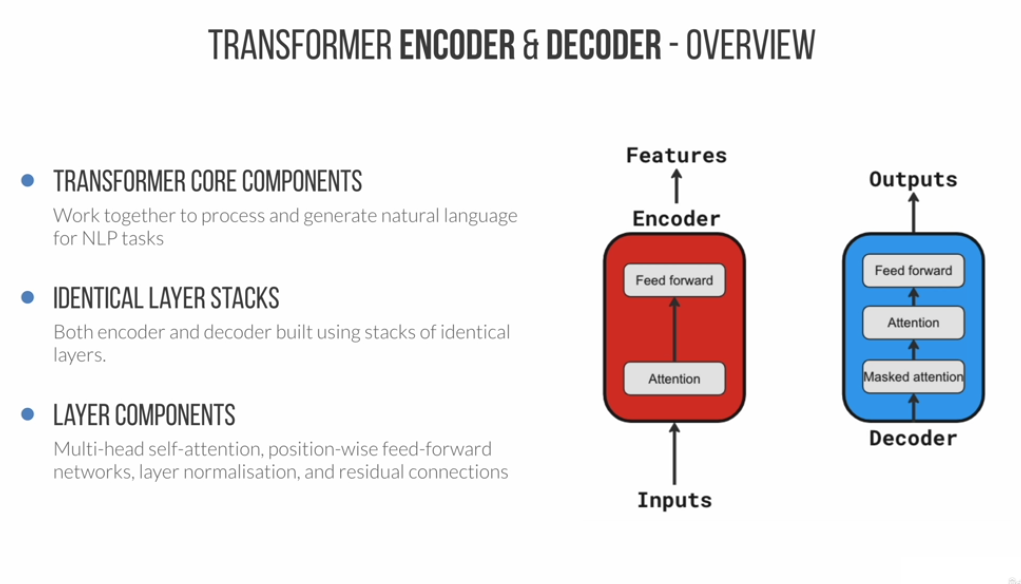 TRANSFORMER ENCODER & DECODER - OVERVIEW
TRANSFORMER CORE COMPONENTS
Work together to process and generate natural language
for NLP tasks
IDENTICAL LAYER STACKS
Both encoder and decoder built using stacks of identical
layers.
LAYER COMPONENTS
Multi-head self-attention, position-wise feed-forward
networks, layer normalisation, and residual connections
Features
Encoder
Feed forward
Attention
Inputs
Outputs
Feed forward
Attention
Masked attention
Decoder